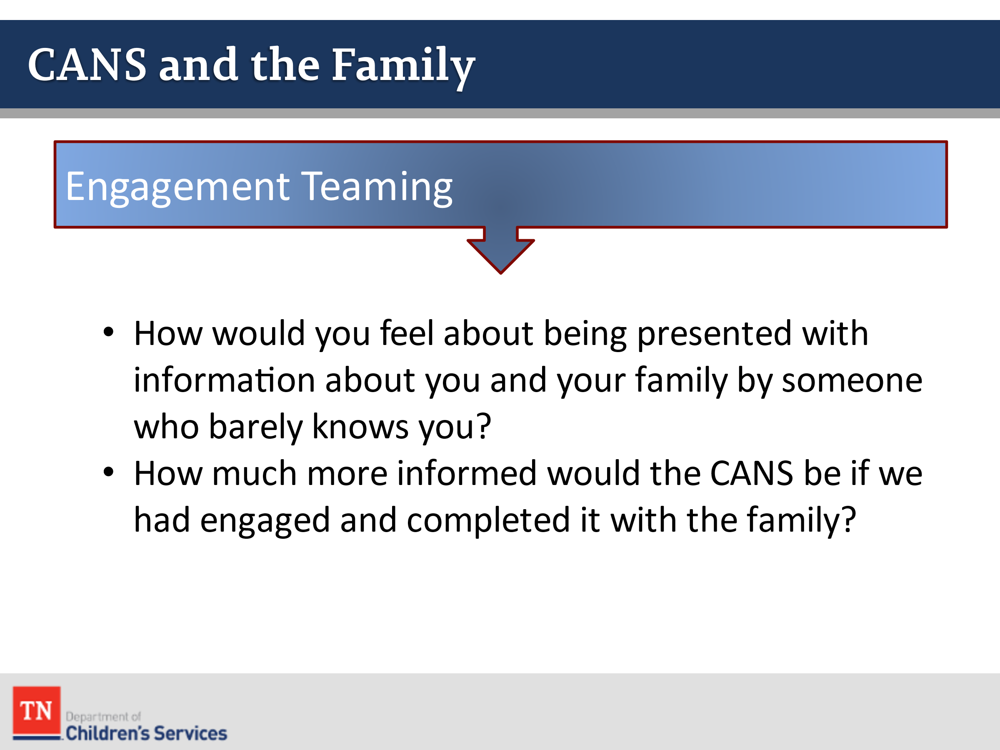 CANS and the Family
Engagement Teaming
• How would you feel about being presented with
information about you and your family by someone
who barely knows you?
• How much more informed would the CANS be if we
had engaged and completed it with the family?
TN
Department of
Children's Services